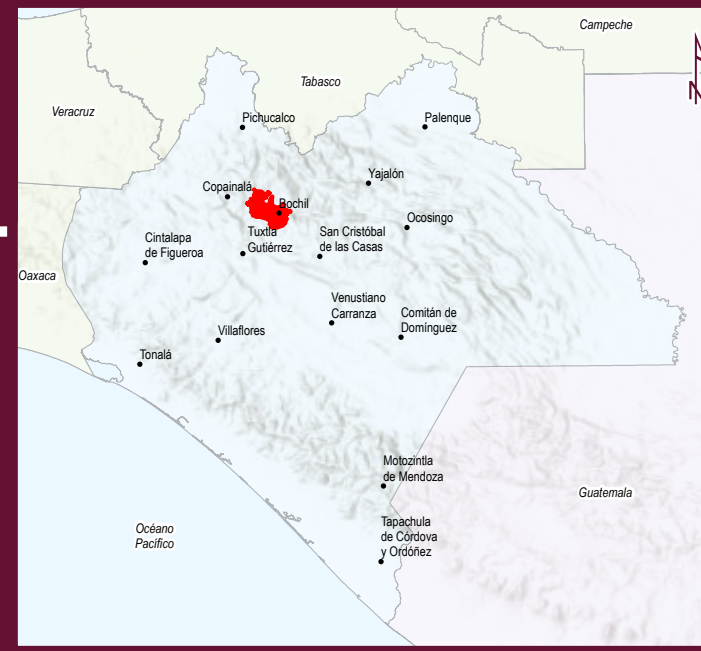 Campeche
Tabasco
Veracruz
Pichucalco
Palenque
Yajalón
Copainalá
Bochil
Ocosingo
Tuxtla
Gutiérrez
San Cristóbal
de las Casas
Cintalapa
de Figueroa
Oaxaca
Venustiano
Carranza
Comitán de
Domínguez
Villaflores
Tonalá
Motozintla
de Mendoza
Guatemala
Océano
Pacífico
Tapachula
de Córdova
y Ordóñez